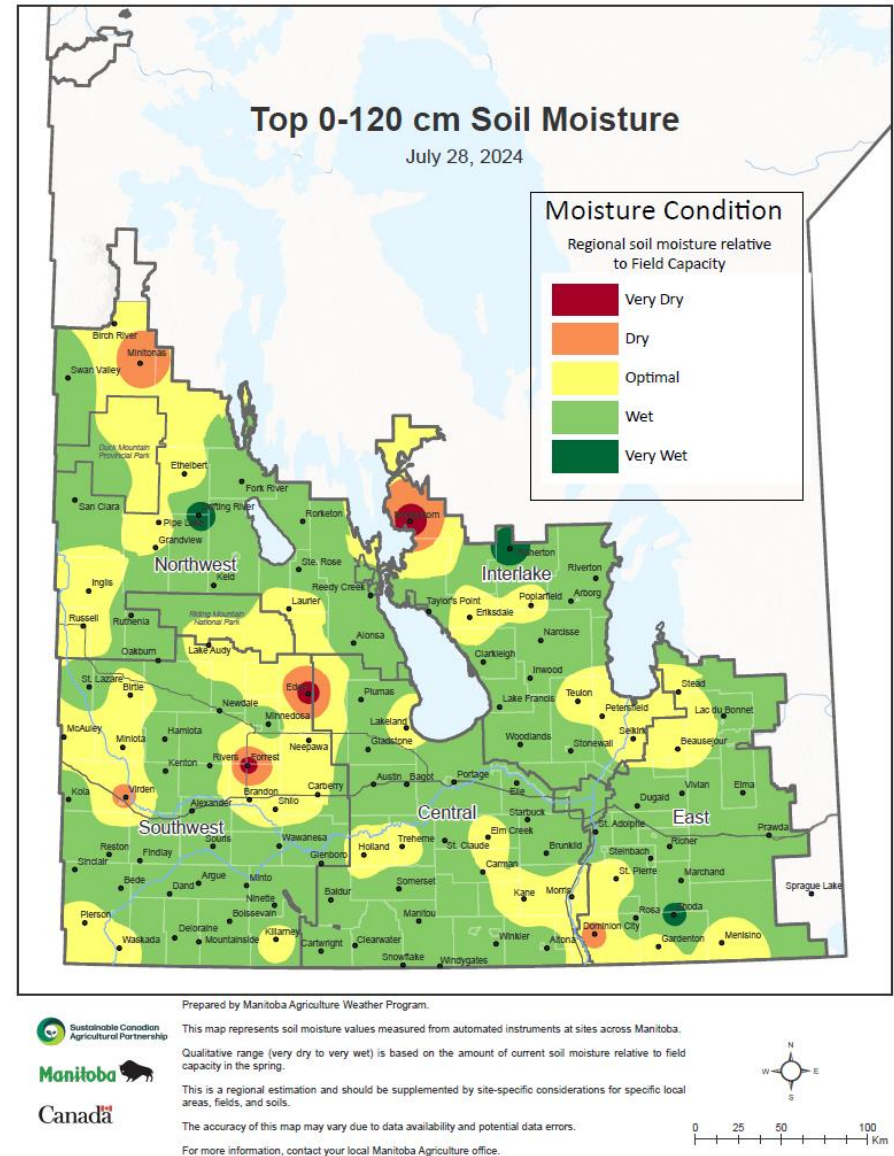 Top 0-120 cm Soil Moisture
July 28, 2024
Moisture Condition
Regional soil moisture relative
to Field Capacity
Very Dry
Dry
Optimal
Wet
Very Wet
Birch River
Minitonas
Swan Valley
Duck Mountain
Provincial Park
Ethelbert
Fork River
San Clara
Drifting River
Rorketon
Pipe
Grandview
Fisherton
Northwest
Interlake
Riverton
Ste. Rose
Keld
Inglis
Reedy Creek
Poplarfield
Arborg
Laurier
Taylor's Point
Eriksdale
Russell
Ruthenia
Riding Mountain
National Park
Alonsa
Narcisse
Oakburn
Lake Audy
Clarkleigh
Inwood
St. Lazare
Birtle
Eden
Plumas
Stead
Teulon
Lake Francis
Newdale
Petersfield
Lac du Bonnet
Minnedosa
Lakeland
McAuley
Hamiota
Selkirk
Miniota
Neepawa
Gladstone
Woodlands
Stonewall
Beausejour
Kenton
Rivers
Forrest
Austin
Bagot
Portage
Virden
Brandon
Carberry
Elie
Vivian
Elma
Kola
Alexander
Shilo
Central
Dugald
Southwest
Starbuck
East
St. Adolphe
Elm Creek
Prawda
Souris
Wawanesa
Holland
Treherne
St. Claude
Richer
Reston
Findlay
Glenboro
Brunkild
Steinbach
Sinclair
Carman
St. Pierre
Marchand
Bede
Argue
Minto
Somerset
Dand
Baldur
Kane
Morris
Sprague Lake
Ninette
Pierson
Boissevain
Manitou
Rosa
Zhoda
Deloraine
Killarney
Dominion City
Waskada
Mountainside
Cartwright
Clearwater
Winkler
Altona
Gardenton
Menisino
Snowflake
Windygates
Prepared by Manitoba Agriculture Weather Program.
Sustainable Canadian
Agricultural Partnership
This map represents soil moisture values measured from automated instruments at sites across Manitoba.
Qualitative range (very dry to very wet) is based on the amount of current soil moisture relative to field
capacity in the spring.
Manitoba
This is a regional estimation and should be supplemented by site-specific considerations for specific local
areas, fields, and soils.
Canada
The accuracy of this map may vary due to data availability and potential data errors.
For more information, contact your local Manitoba Agriculture office.
N
W E
S
0 25 50 100
Km